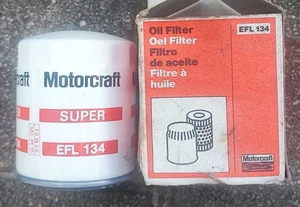 Motorcraft
SUPER
EFL 134
Oil Filter
Oel Filter
Filtro
de aceite
Filtre à
huile
EFL 134
Motorcraft